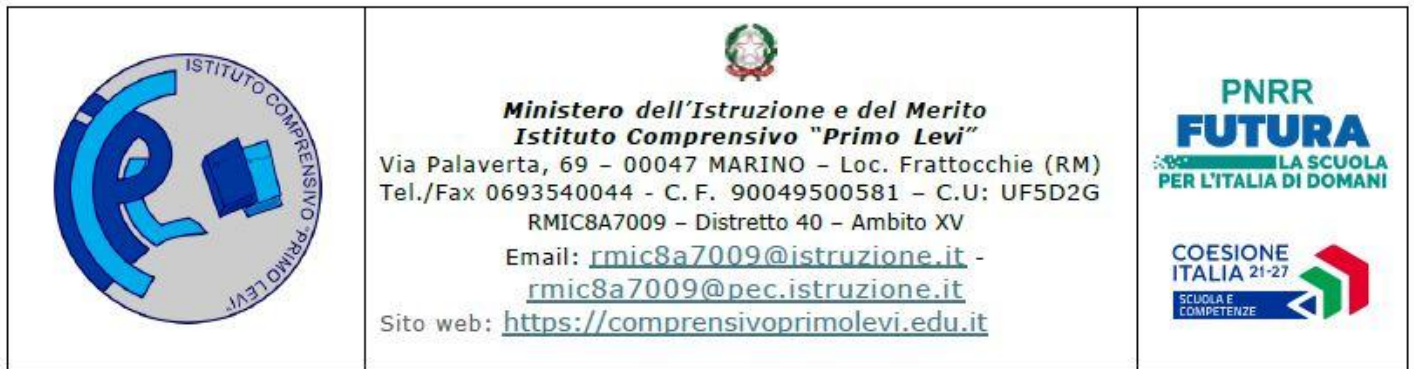 ISTITUTO COMPRENSIVO "PRIMO LEVI"
Ministero dell'Istruzione e del Merito
Istituto Comprensivo "Primo Levi"
Via Palaverta, 69 – 00047 MARINO – Loc. Frattocchie (RM)
Tel./Fax 0693540044 - C. F. 90049500581 – C.U: UF5D2G
RMIC8A7009 – Distretto 40 – Ambito XV
Email: rmic8a7009@istruzione.it -
rmic8a7009@pec.istruzione.it
Sito web: https://comprensivoprimolevi.edu.it
PNRR
FUTURA
LA SCUOLA
PER L'ITALIA DI DOMANI
COESIONE
ITALIA 21-27
SCUOLA E
COMPETENZE